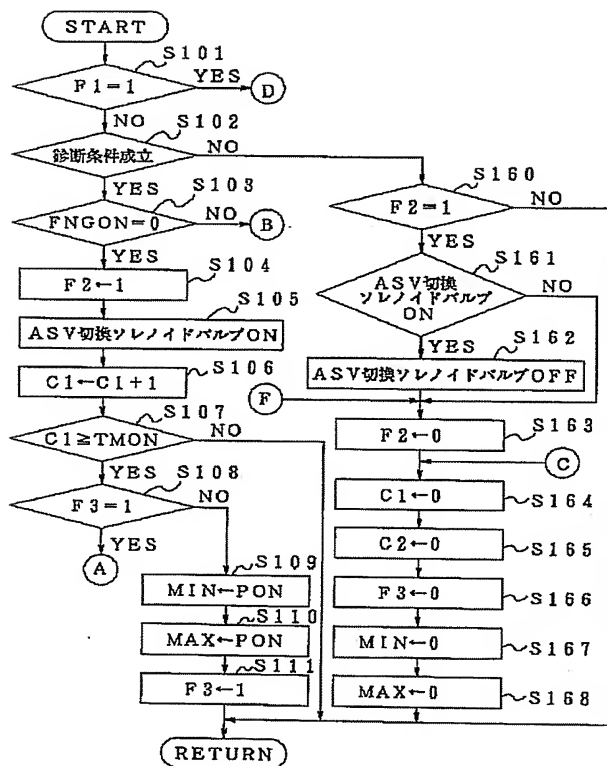 START
S101
F1=1
YES
D
NO
S102
診断条件成立
NO
YES
S103
FNGON=0
NO
B
YES
S104
F2←1
S105
ASV切換ソレノイドバルブON
S106
C1←C1+1
S107
C1≧TMON
NO
YES
S108
F3=1
NO
YES
A
S109
MIN←PON
S110
MAX←PON
S111
F3←1
RETURN
S160
F2=1
NO
YES
S161
ASV切換
ソレノイドバルブ
ON
NO
YES
S162
ASV切換ソレノイドバルブOFF
F
F2←0
S163
C
C1←0
S164
C2←0
S165
F3←0
S166
MIN←0
S167
MAX←0
S168